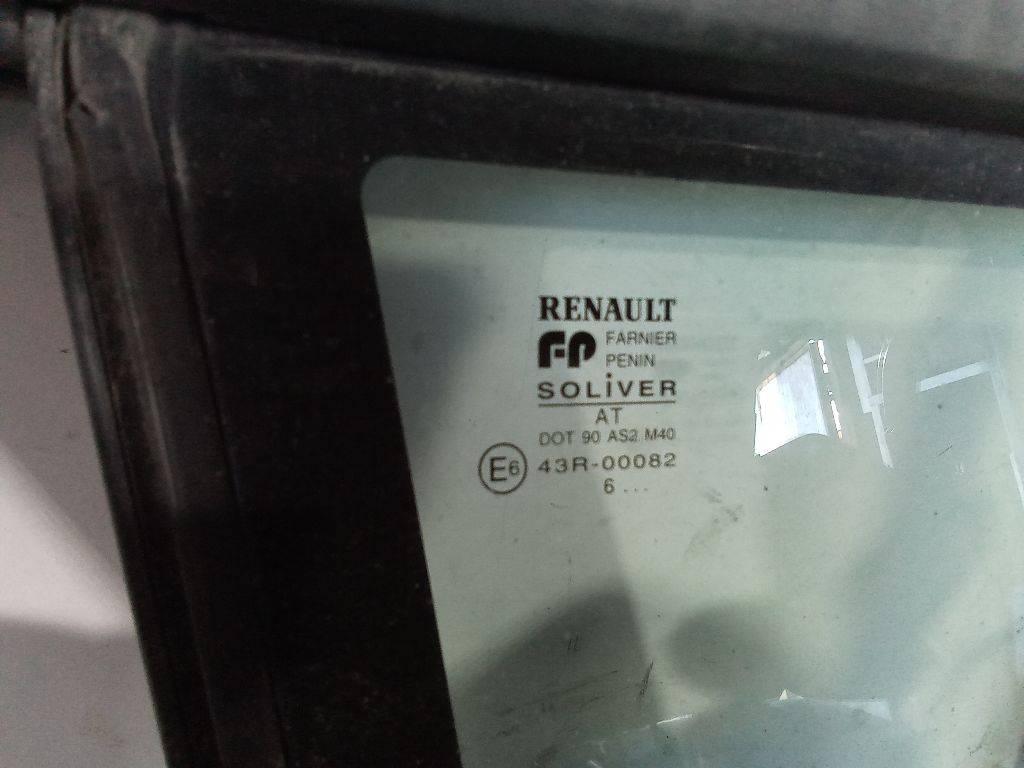 RENAULT
FP FARNIER
PENIN
SOLIVER
AT
DOT 90 AS2 M40
E6 43R-00082
6 ...